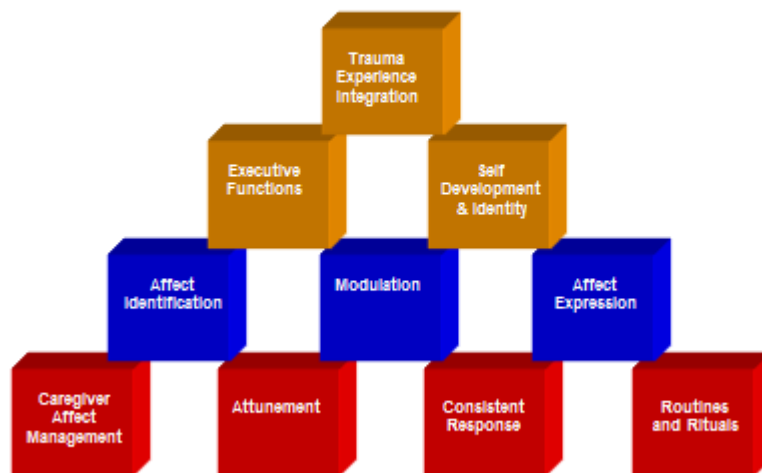 Trauma
Experience
Integration
Executive
Functions
Self
Development
& Identity
Affect
Identification
Modulation
Affect
Expression
Caregiver
Affect
Management
Attunement
Consistent
Response
Routines
and Rituals